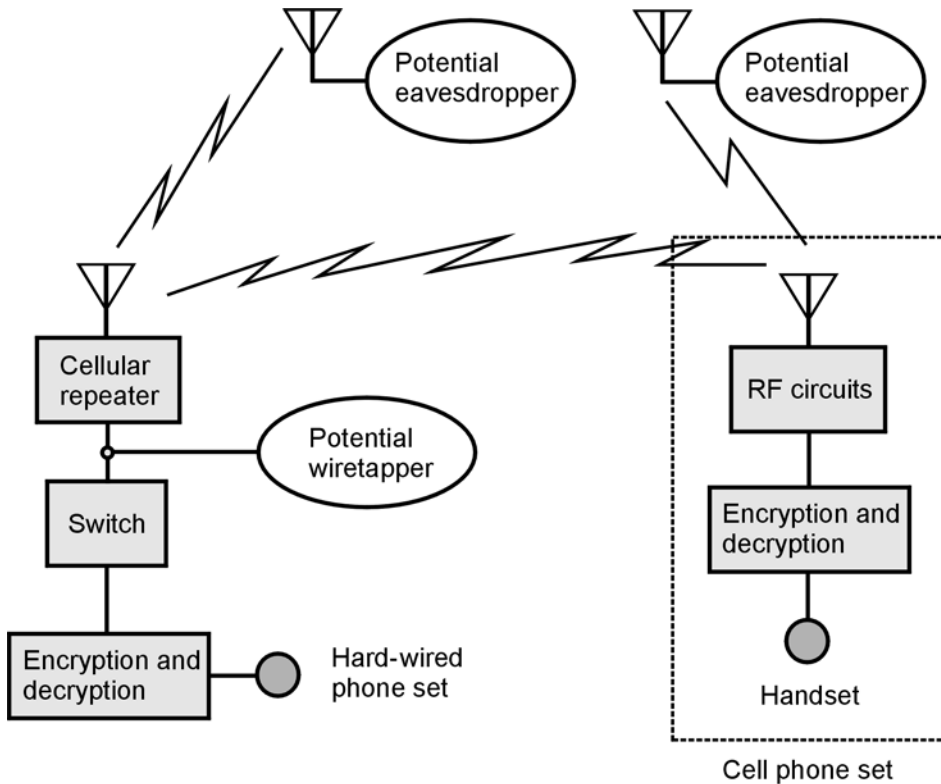 Potential
eavesdropper
Potential
eavesdropper
Cellular
repeater
RF circuits
Potential
wiretapper
Switch
Encryption and
decryption
Encryption and
decryption
Hard-wired
phone set
Handset
Cell phone set